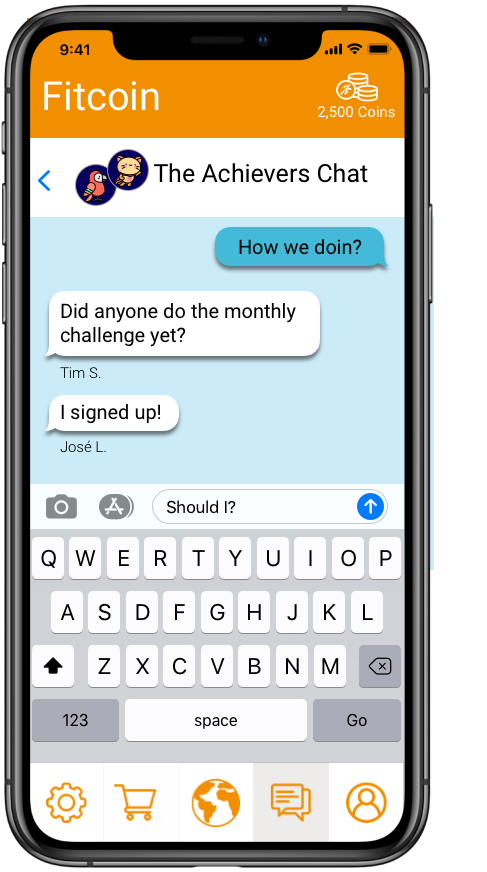 9:41
Fitcoin
2,500 Coins
The Achievers Chat
How we doin?
Did anyone do the monthly
challenge yet?
Tim S.
I signed up!
José L.
Should I?
Q W E R T Y U I O P
A S D F G H J K L
Z X C V B N M
123 space Go